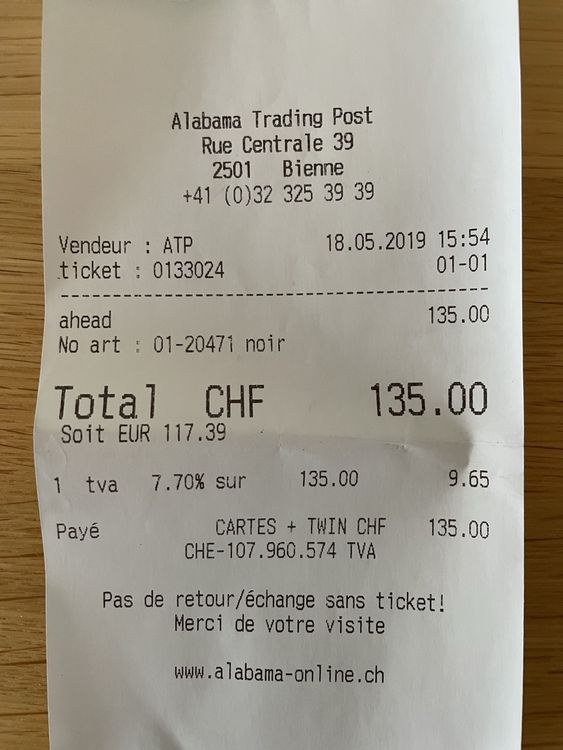 Alabama Trading Post
Rue Centrale 39
2501 Bienne
+41 (0)32 325 39 39
Vendeur : ATP 18.05.2019 15:54
ticket : 0133024 01-01
--------------------------------------------
ahead 135.00
No art : 01-20471 noir
Total CHF 135.00
Soit EUR 117.39
1 tva 7.70% sur 135.00 9.65
Payé CARTES + TWIN CHF 135.00
CHE-107.960.574 TVA
Pas de retour/échange sans ticket!
Merci de votre visite
www.alabama-online.ch